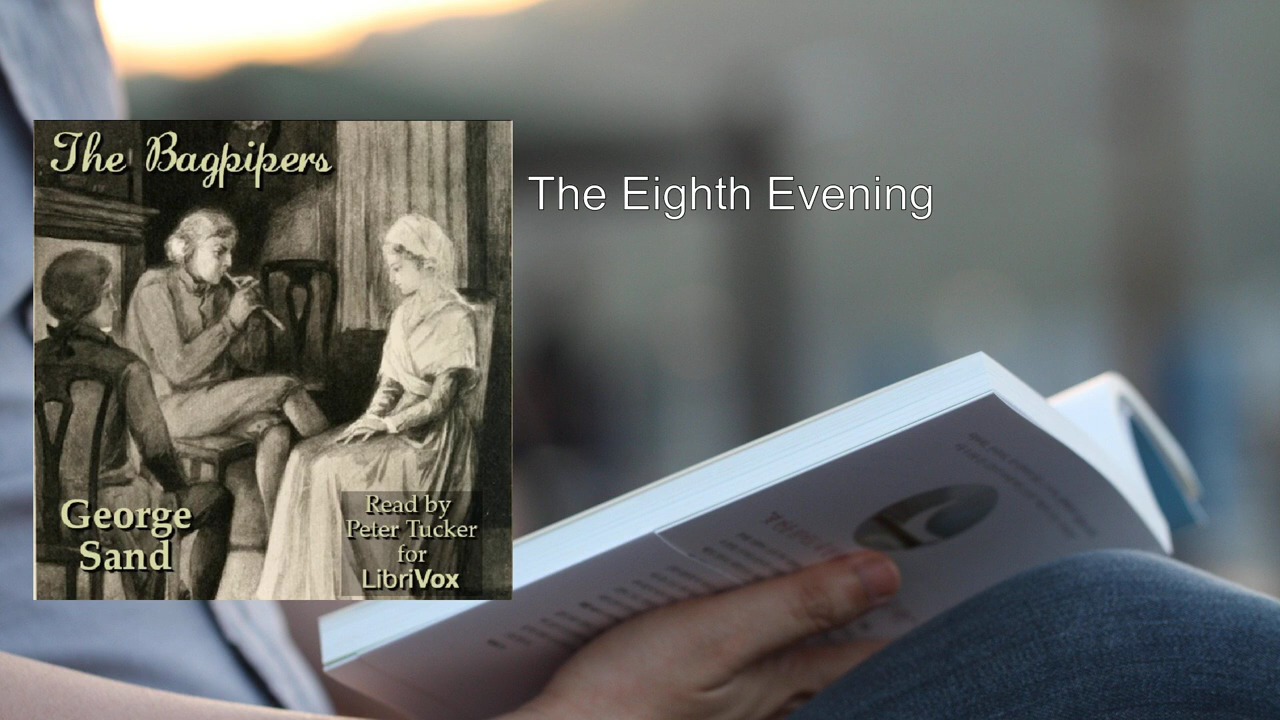 The Bagpipers
The Eighth Evening
George
Sand
Read by
Peter Tucker
for
LibriVox